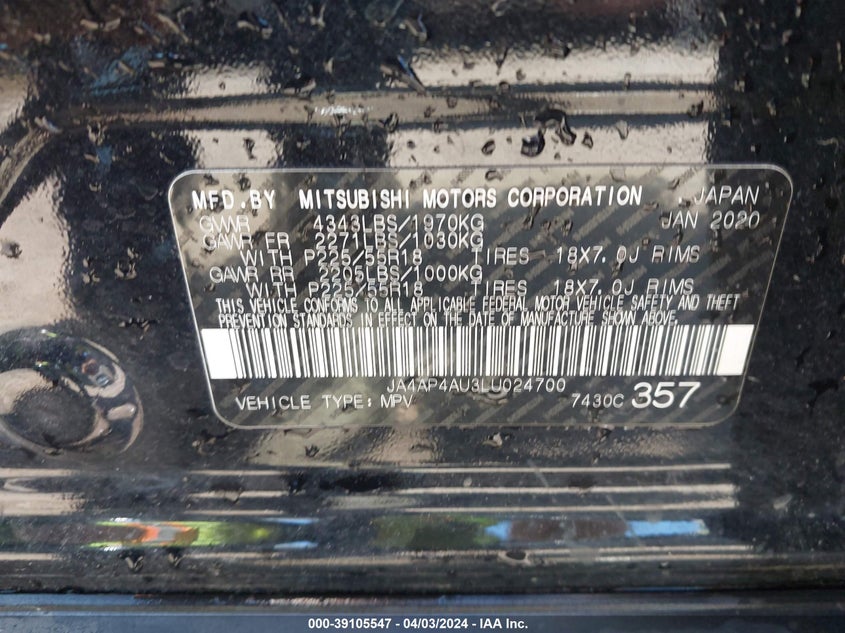 MFD.BY MITSUBISHI MOTORS CORPORATION JAPAN
GVWR 4343LBS/1970KG JAN 2020
GAWR FR 2271LBS/1030KG
WITH P225/55R18 TIRES 18X7.0J RIMS
GAWR RR 2205LBS/1000KG
WITH P225/55R18 TIRES 18X7.0J RIMS
THIS VEHICLE CONFORMS TO ALL APPLICABLE FEDERAL MOTOR VEHICLE SAFETY AND THEFT
PREVENTION STANDARDS IN EFFECT ON THE DATE OF MANUFACTURE SHOWN ABOVE.
JA4AP4AU3LU024700
VEHICLE TYPE: MPV 7430C 357
000-39105547 - 04/03/2024 - IAA Inc.